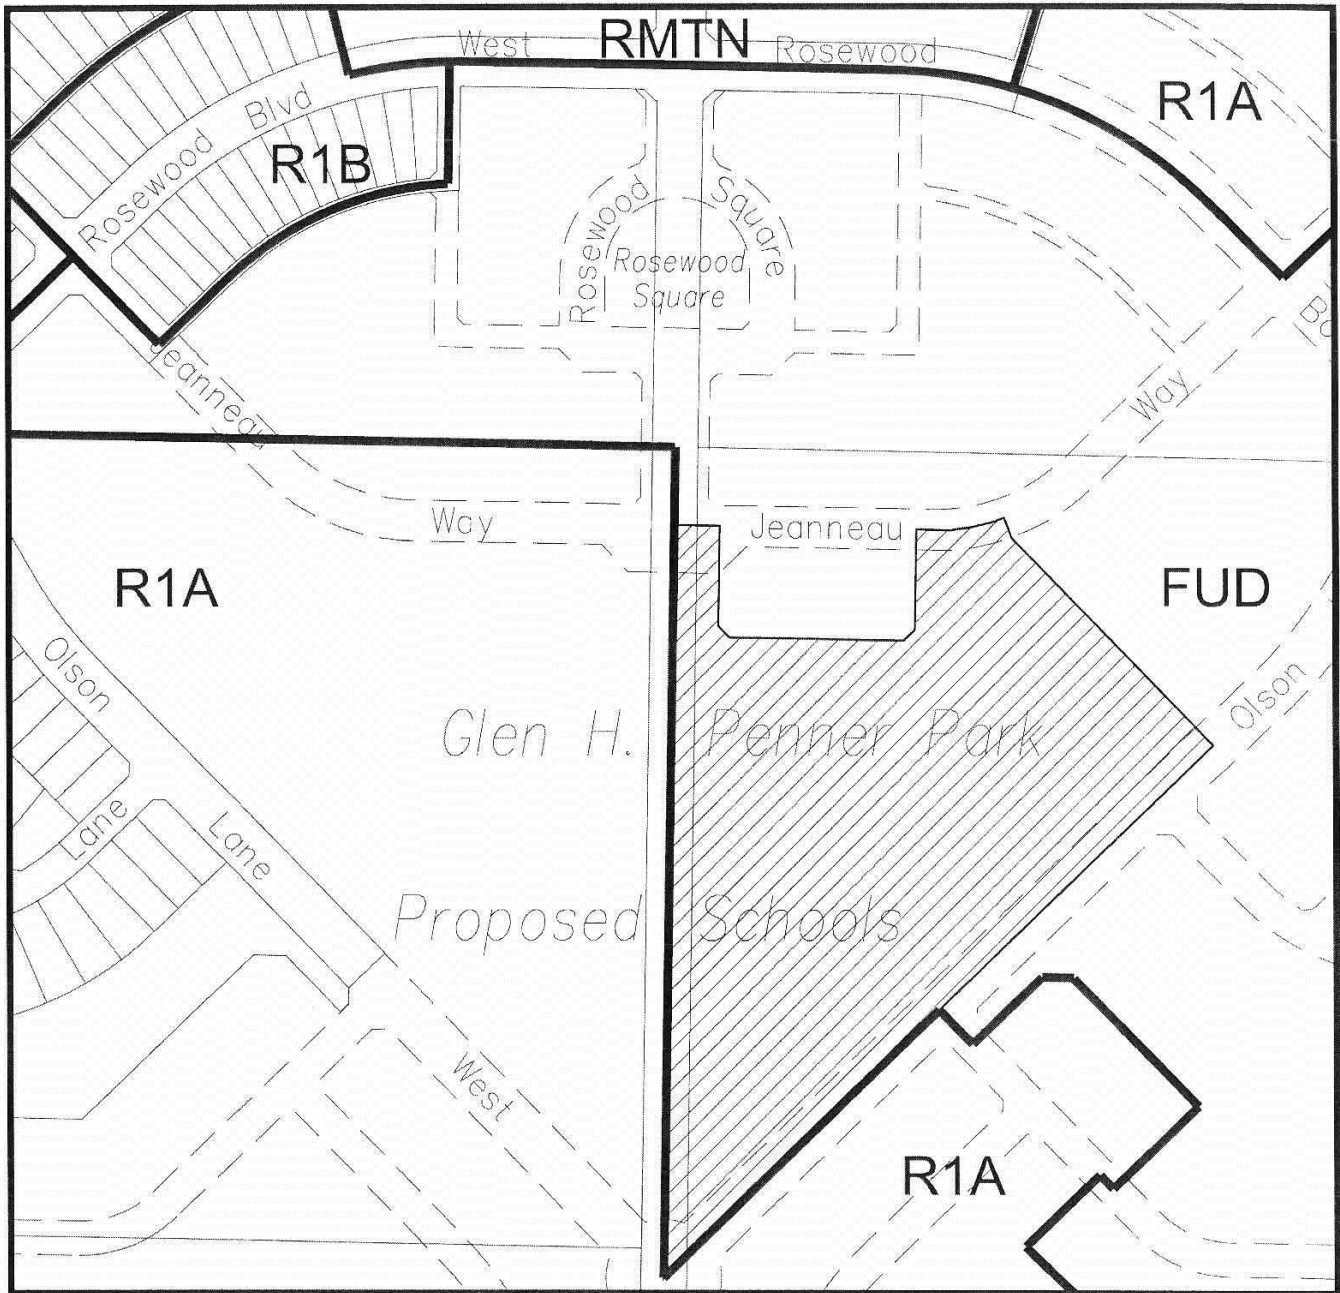 West RMTN Rosewood
R1A
Rosewood Blvd
R1B
Rosewood Square
Rosewood
Square
Jeanneau
Way
Way
Jeanneau
R1A
FUD
Olson
Olson
Glen H. Penner Park
Lane
Lane
Proposed Schools
West
R1A